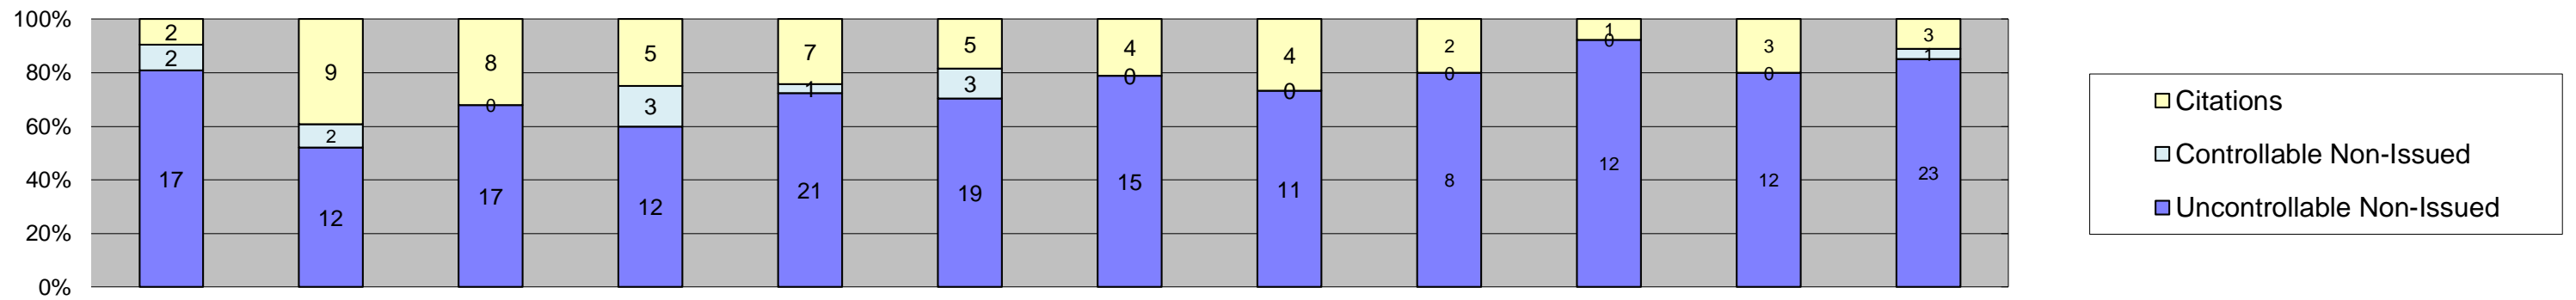 100%
80%
60%
40%
20%
0%
2 9 8 5 7 5 4 4 2 1 3 3
2 2 0 3 1 3 0 0 0 0 0 1
17 12 17 12 21 19 15 11 8 12 12 23
Citations
Controllable Non-Issued
Uncontrollable Non-Issued